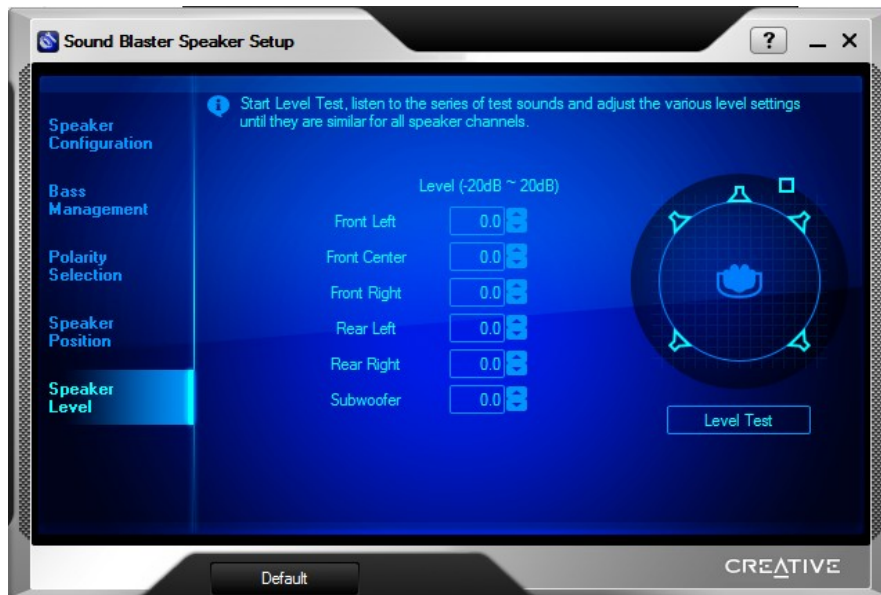 Sound Blaster Speaker Setup
?
Start Level Test, listen to the series of test sounds and adjust the various level settings
until they are similar for all speaker channels.
Speaker
Configuration
Bass
Management
Polarity
Selection
Speaker
Position
Speaker
Level
Level (-20dB ~ 20dB)
Front Left 0.0
Front Center 0.0
Front Right 0.0
Rear Left 0.0
Rear Right 0.0
Subwoofer 0.0
Level Test
Default
CREATIVE